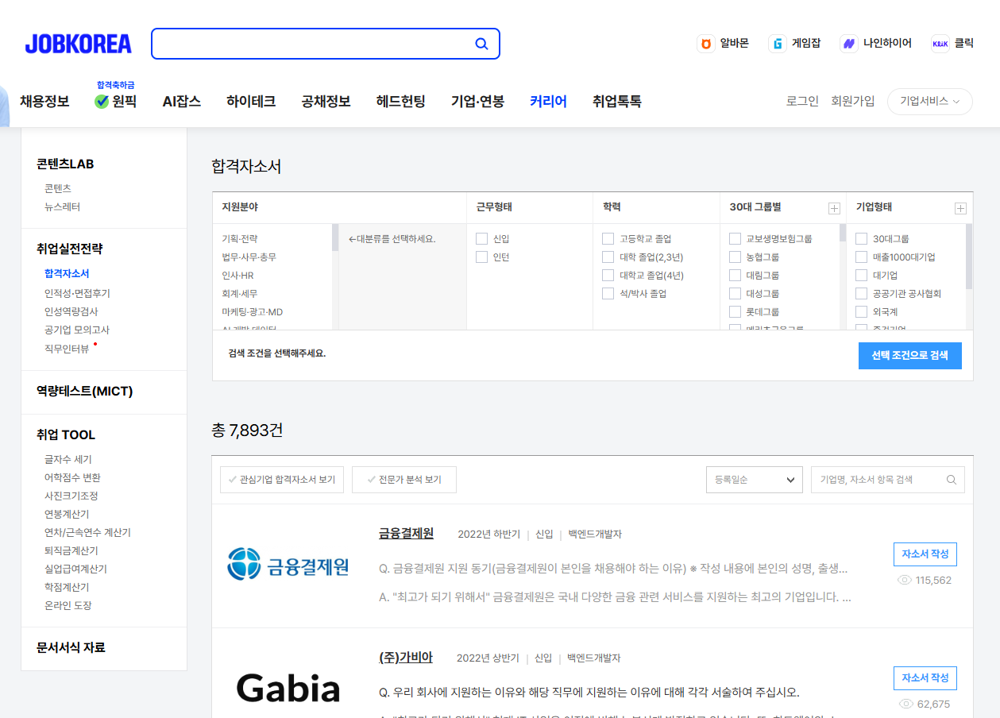 JOBKOREA
알바몬
게임잡
나인하이어
KLiK 클릭
합격축하금
채용정보 원픽 AI잡스 하이테크 공채정보 헤드헌팅 기업·연봉 커리어 취업톡톡
로그인 회원가입 기업서비스
콘텐츠LAB
콘텐츠
뉴스레터
취업실전전략
합격자소서
인적성·면접후기
인성역량검사
공기업 모의고사
직무인터뷰
역량테스트(MICT)
취업 TOOL
글자수 세기
어학점수 변환
사진크기조정
연봉계산기
연차/근속연수 계산기
퇴직금계산기
실업급여계산기
학점계산기
온라인 도장
문서서식 자료
합격자소서
지원분야
기획·전략
법무·사무·총무
인사·HR
회계·세무
마케팅·광고·MD
AI·개발·데이터
←대분류를 선택하세요.
근무형태
신입
인턴
학력
고등학교 졸업
대학 졸업(2,3년)
대학교 졸업(4년)
석/박사 졸업
30대 그룹별
교보생명보험그룹
농협그룹
대림그룹
대성그룹
롯데그룹
메리츠금융그룹
기업형태
30대그룹
매출1000대기업
대기업
공공기관 공사협회
외국계
중견기업
검색 조건을 선택해주세요.
선택 조건으로 검색
총 7,893건
관심기업 합격자소서 보기
전문가 분석 보기
등록일순
기업명, 자소서 항목 검색
금융결제원
금융결제원 2022년 하반기 | 신입 | 백엔드개발자
Q. 금융결제원 지원 동기(금융결제원이 본인을 채용해야 하는 이유) ※ 작성 내용에 본인의 성명, 출생...
A. "최고가 되기 위해서" 금융결제원은 국내 다양한 금융 관련 서비스를 지원하는 최고의 기업입니다. ...
자소서 작성
115,562
Gabia
(주)가비아 2022년 상반기 | 신입 | 백엔드개발자
Q. 우리 회사에 지원하는 이유와 해당 직무에 지원하는 이유에 대해 각각 서술하여 주십시오.
자소서 작성
62,675